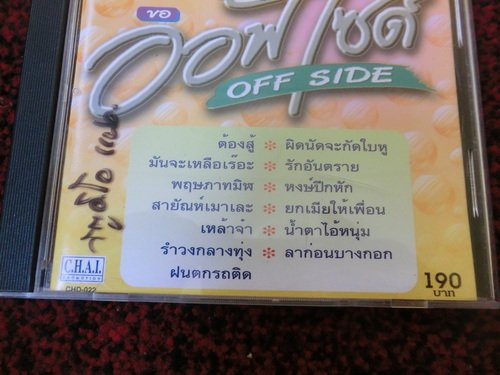 ขอ
ออฟไซด์
OFF SIDE
ต้องสู้ * ผิดนัดจะกัดใบหู
มันจะเหลือเร๊อะ * รักอันตราย
พฤษภาทมิฬ * หงษ์ปีกหัก
สายัณห์เมาเละ * ยกเมียให้เพื่อน
เหล้าจ๋า * น้ำตาไอ้หนุ่ม
รำวงกลางทุ่ง * ลาก่อนบางกอก
ฝนตกรถติด
C.H.A.I.
PROMOTION
CHD-022
190
บาท